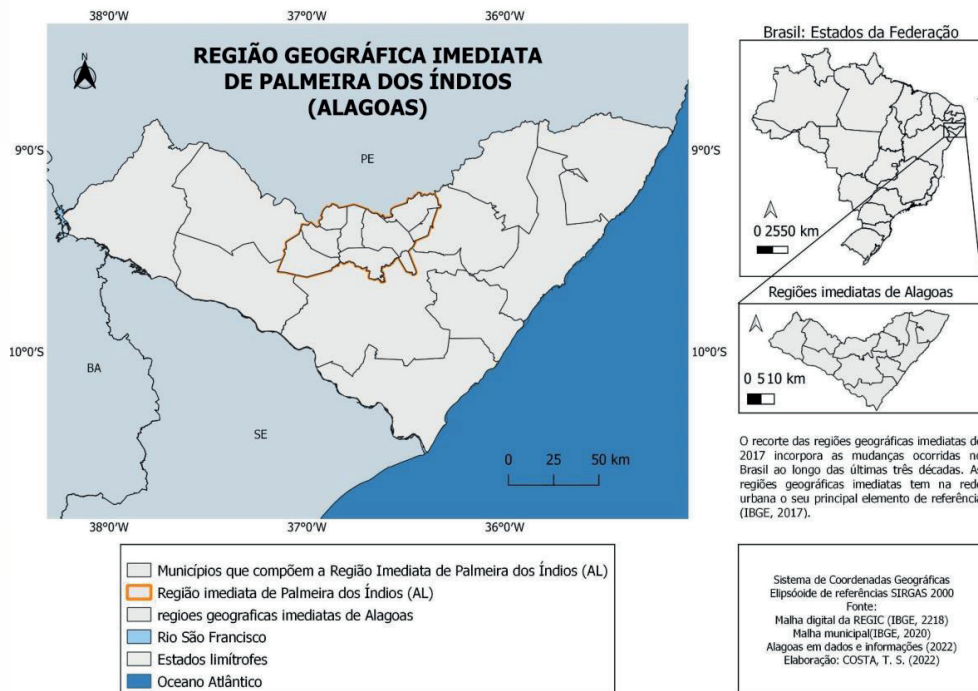 38°0'O 37°0'O 36°0'O
N
REGIÃO GEOGRÁFICA IMEDIATA
DE PALMEIRA DOS ÍNDIOS
(ALAGOAS)
9°0'S
9°0'S
PE
10°0'S
10°0'S
BA
SE
0 25 50 km
38°0'O 37°0'O 36°0'O
Brasil: Estados da Federação
0 2550 km
Regiões imediatas de Alagoas
0 510 km
O recorte das regiões geográficas imediatas de
2017 incorpora as mudanças ocorridas no
Brasil ao longo das últimas três décadas. As
regiões geográficas imediatas tem na rede
urbana o seu principal elemento de referência
(IBGE, 2017).
Municípios que compõem a Região Imediata de Palmeira dos Índios (AL)
Região imediata de Palmeira dos Índios (AL)
regioes geograficas imediatas de Alagoas
Rio São Francisco
Estados limítrofes
Oceano Atlântico
Sistema de Coordenadas Geográficas
Elipsóoide de referências SIRGAS 2000
Fonte:
Malha digital da REGIC (IBGE, 2218)
Malha municipal(IBGE, 2020)
Alagoas em dados e informações (2022)
Elaboração: COSTA, T. S. (2022)